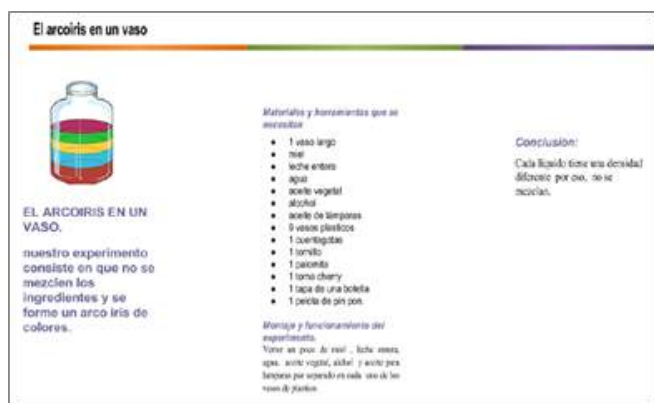 El arcoiris en un vaso
EL ARCOIRIS EN UN
VASO.
nuestro experimento
consiste en que no se
mezclen los
ingredientes y se
forme un arco iris de
colores.
Materiales y herramientas que se
necesitan
1 vaso largo
miel
leche entera
agua
aceite vegetal
alcohol
aceite de lámparas
9 vasos plasticos
1 cuentagotas
1 tornillo
1 palomita
1 toma cherry
1 tapa de una botella
1 pelota de pin pon.
Montaje y funcionamiento del
experimento.
Verter un poco de miel , leche entera,
agua, aceite vegetal, alchol y aceite para
lamparas por separado en cada uno de los
vasos de plastico.
Conclusion:
Cada liquido tiene una densidad
diferente por eso, no se
mezclan.